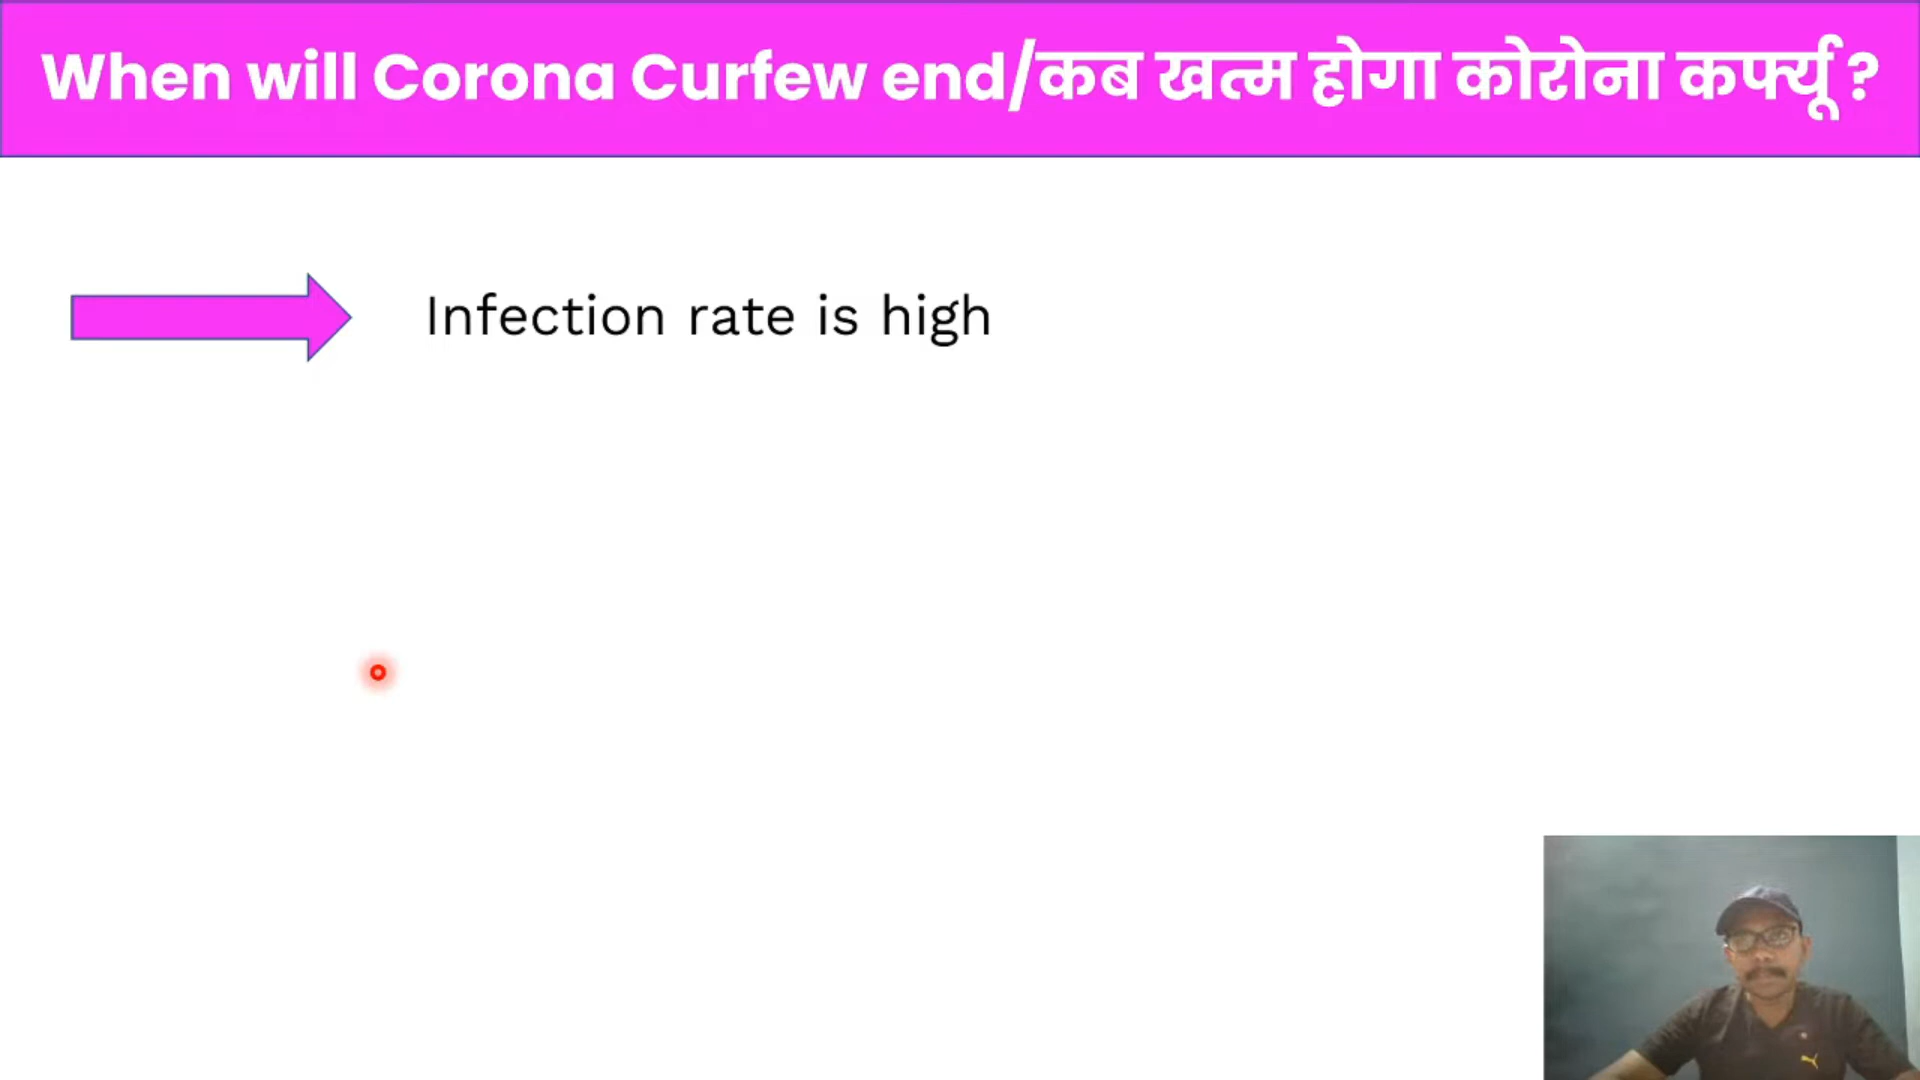 When will Corona Curfew end/कब खत्म होगा कोरोना कर्फ्यू ?
Infection rate is high